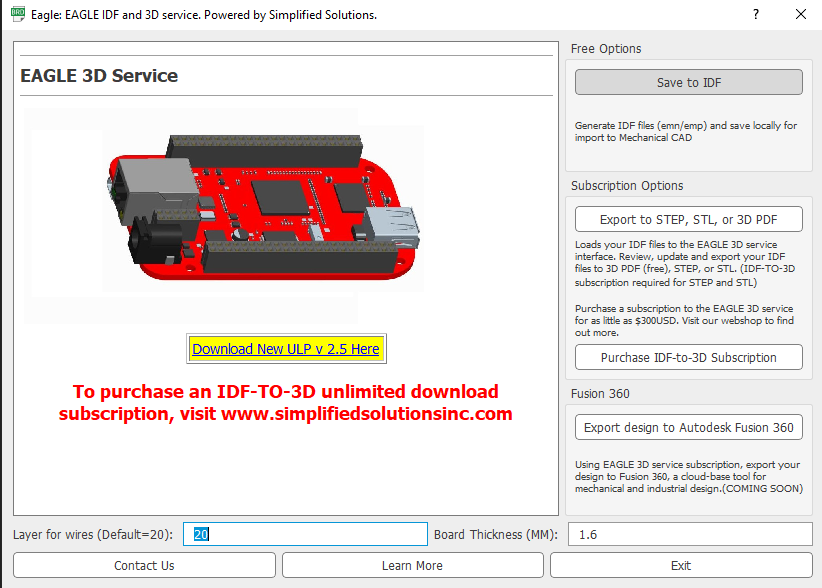 BRD
Eagle: EAGLE IDF and 3D service. Powered by Simplified Solutions.
?
EAGLE 3D Service
Download New ULP v 2.5 Here
To purchase an IDF-TO-3D unlimited download
subscription, visit www.simplifiedsolutionsinc.com
Free Options
Save to IDF
Generate IDF files (emn/emp) and save locally for
import to Mechanical CAD
Subscription Options
Export to STEP, STL, or 3D PDF
Loads your IDF files to the EAGLE 3D service
interface. Review, update and export your IDF
files to 3D PDF (free), STEP, or STL. (IDF-TO-3D
subscription required for STEP and STL)
Purchase a subscription to the EAGLE 3D service
for as little as $300USD. Visit our webshop to find
out more.
Purchase IDF-to-3D Subscription
Fusion 360
Export design to Autodesk Fusion 360
Using EAGLE 3D service subscription, export your
design to Fusion 360, a cloud-base tool for
mechanical and industrial design.(COMING SOON)
Layer for wires (Default=20): 20 Board Thickness (MM): 1.6
Contact Us Learn More Exit